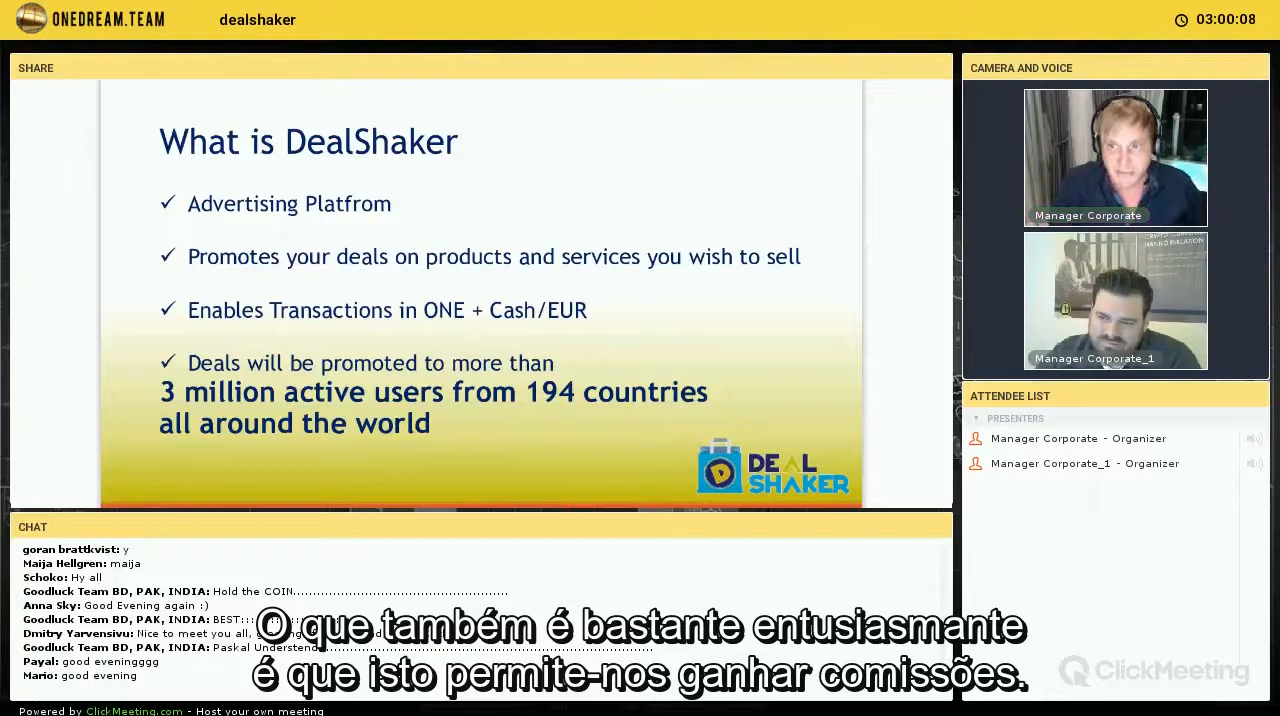 ONEDREAM.TEAM
dealshaker
03:00:08
SHARE
What is DealShaker
✓ Advertising Platfrom
✓ Promotes your deals on products and services you wish to sell
✓ Enables Transactions in ONE + Cash/EUR
✓ Deals will be promoted to more than
3 million active users from 194 countries
all around the world
DEAL
SHAKER
CAMERA AND VOICE
Manager Corporate
HAS NO INFLATION
Manager Corporate_1
ATTENDEE LIST
PRESENTERS
Manager Corporate - Organizer
Manager Corporate_1 - Organizer
CHAT
goran brattkvist: y
Maija Hellgren: maija
Schoko: Hy all
Goodluck Team BD, PAK, INDIA: Hold the COIN......................................................
Anna Sky: Good Evening again :)
Goodluck Team BD, PAK, INDIA: BEST
Dmitry Yarvensivu: Nice to meet you all,
Goodluck Team BD, PAK, INDIA: Paskal Understend
Payal: good eveningggg
Mario: good evening
O que também é bastante entusiasmante
é que isto permite-nos ganhar comissões.
ClickMeeting
Powered by ClickMeeting.com - Host your own meeting